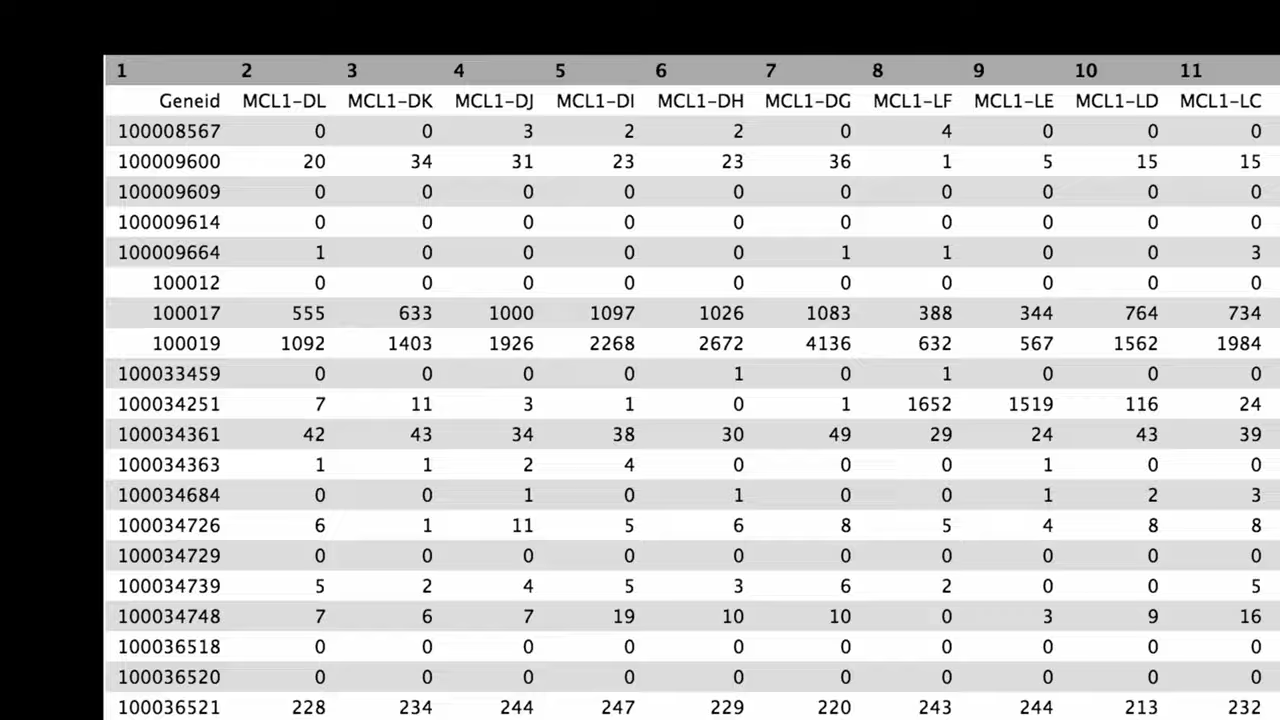 1 2 3 4 5 6 7 8 9 10 11
Geneid MCL1-DL MCL1-DK MCL1-DJ MCL1-DI MCL1-DH MCL1-DG MCL1-LF MCL1-LE MCL1-LD MCL1-LC
100008567 0 0 3 2 2 0 4 0 0 0
100009600 20 34 31 23 23 36 1 5 15 15
100009609 0 0 0 0 0 0 0 0 0 0
100009614 0 0 0 0 0 0 0 0 0 0
100009664 1 0 0 0 0 1 1 0 0 3
100012 0 0 0 0 0 0 0 0 0 0
100017 555 633 1000 1097 1026 1083 388 344 764 734
100019 1092 1403 1926 2268 2672 4136 632 567 1562 1984
100033459 0 0 0 0 1 0 1 0 0 0
100034251 7 11 3 1 0 1 1652 1519 116 24
100034361 42 43 34 38 30 49 29 24 43 39
100034363 1 1 2 4 0 0 0 1 0 0
100034684 0 0 1 0 1 0 0 1 2 3
100034726 6 1 11 5 6 8 5 4 8 8
100034729 0 0 0 0 0 0 0 0 0 0
100034739 5 2 4 5 3 6 2 0 0 5
100034748 7 6 7 19 10 10 0 3 9 16
100036518 0 0 0 0 0 0 0 0 0 0
100036520 0 0 0 0 0 0 0 0 0 0
100036521 228 234 244 247 229 220 243 244 213 232